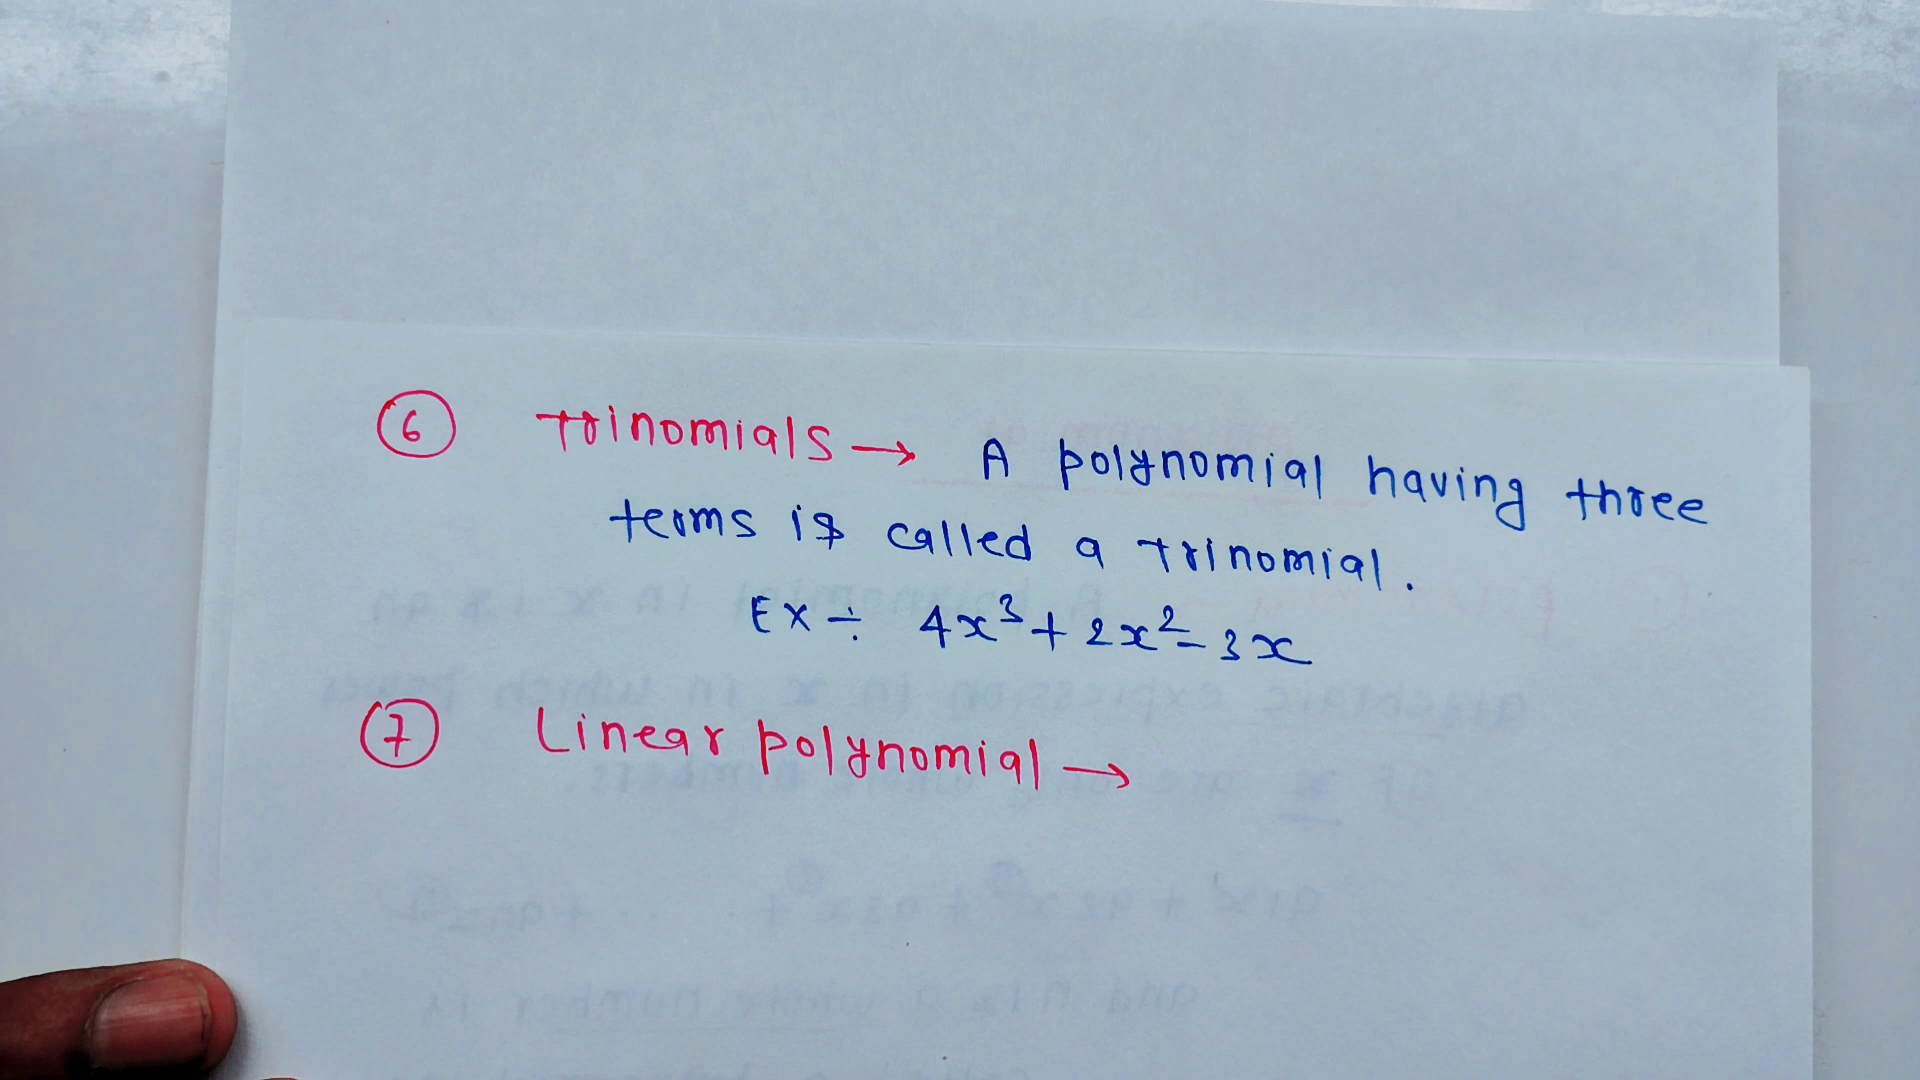 6 Trinomials → A polynomial having three
terms is called a trinomial.
Ex ÷ 4x³ + 2x² - 3x
7 Linear polynomial →